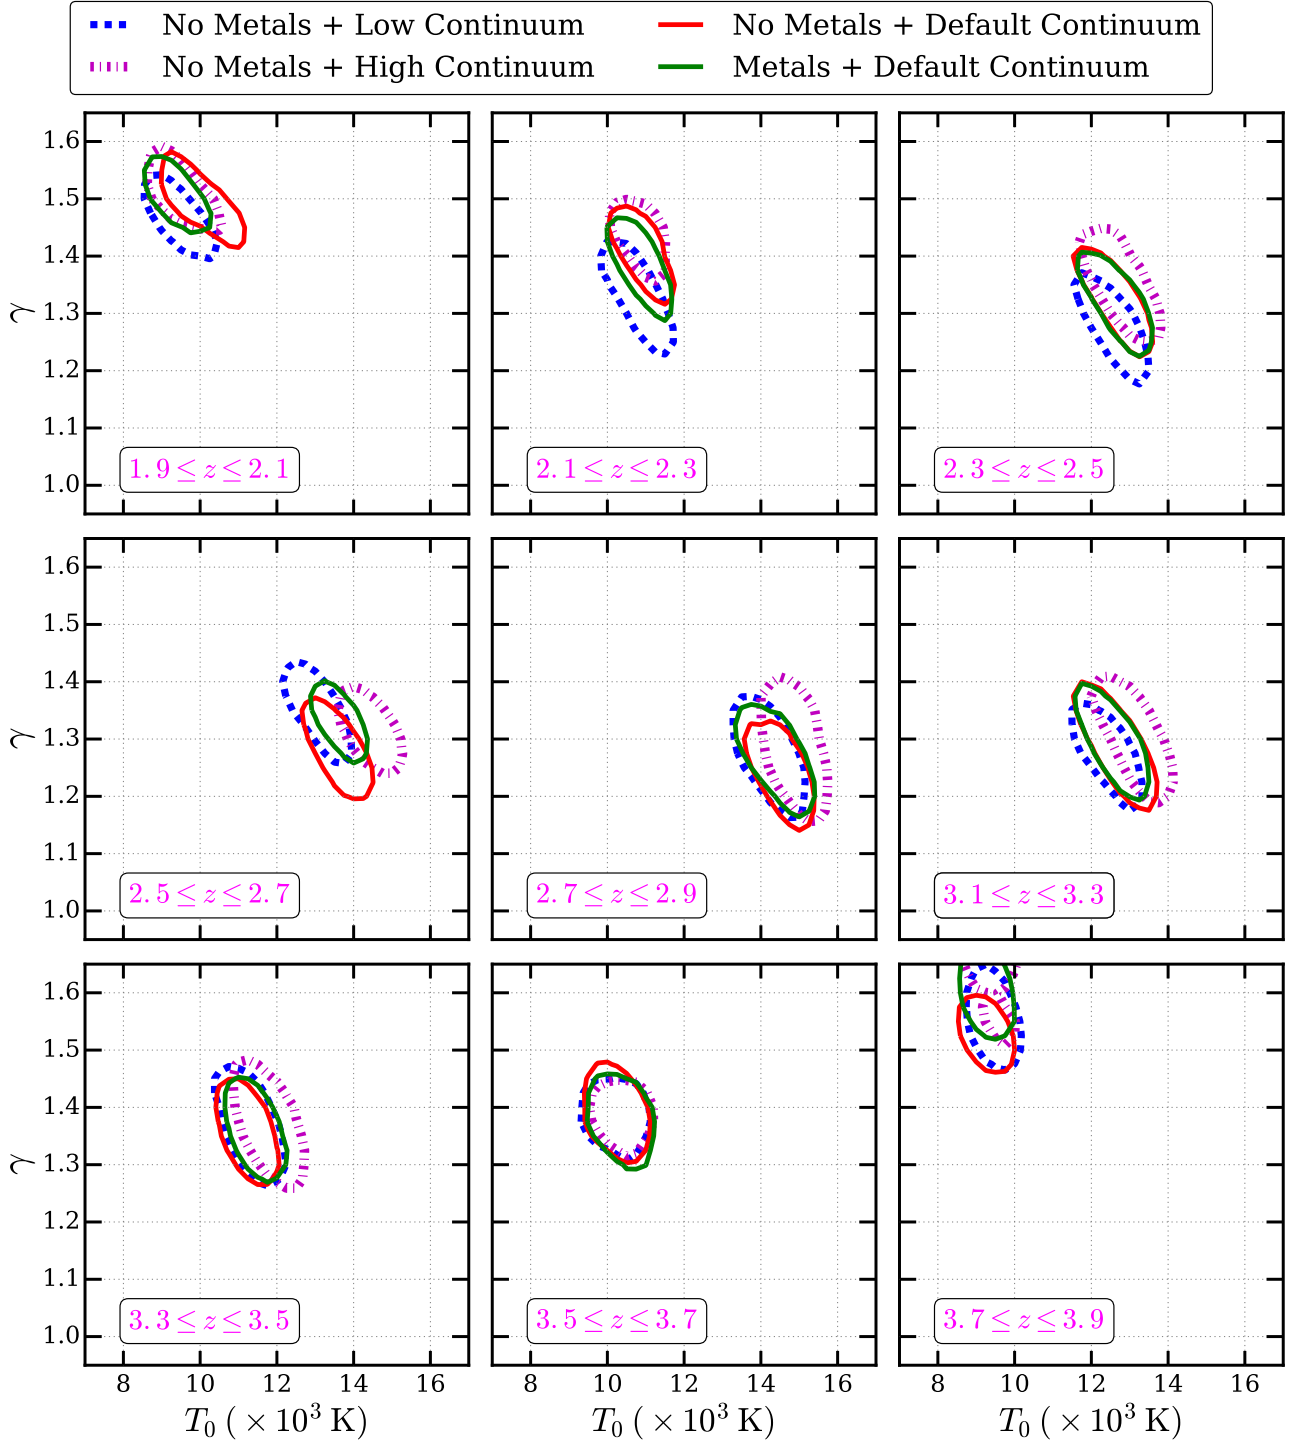 No Metals + Low Continuum
No Metals + High Continuum
No Metals + Default Continuum
Metals + Default Continuum
γ
1.6
1.5
1.4
1.3
1.2
1.1
1.0
1.9 ≤ z ≤ 2.1
2.1 ≤ z ≤ 2.3
2.3 ≤ z ≤ 2.5
γ
1.6
1.5
1.4
1.3
1.2
1.1
1.0
2.5 ≤ z ≤ 2.7
2.7 ≤ z ≤ 2.9
3.1 ≤ z ≤ 3.3
γ
1.6
1.5
1.4
1.3
1.2
1.1
1.0
3.3 ≤ z ≤ 3.5
3.5 ≤ z ≤ 3.7
3.7 ≤ z ≤ 3.9
8 10 12 14 16
8 10 12 14 16
8 10 12 14 16
T₀ (×10³ K)
T₀ (×10³ K)
T₀ (×10³ K)